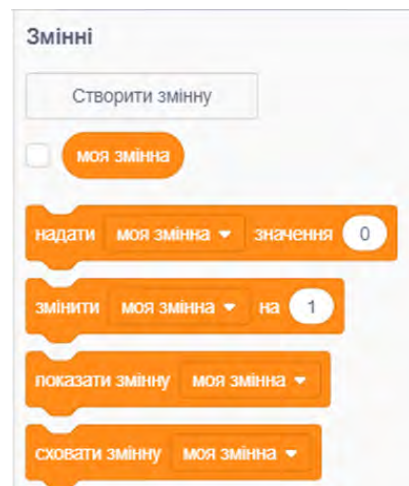 Змінні
Створити змінну
моя змінна
надати моя змінна значення 0
змінити моя змінна на 1
показати змінну моя змінна
сховати змінну моя змінна